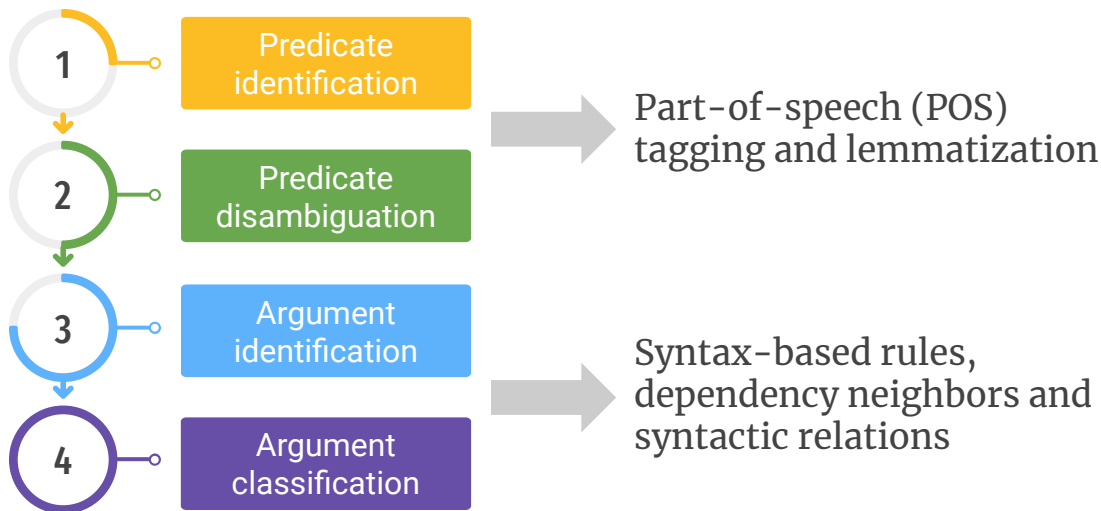 1
Predicate
identification
2
Predicate
disambiguation
Part-of-speech (POS)
tagging and lemmatization
3
Argument
identification
4
Argument
classification
Syntax-based rules,
dependency neighbors and
syntactic relations